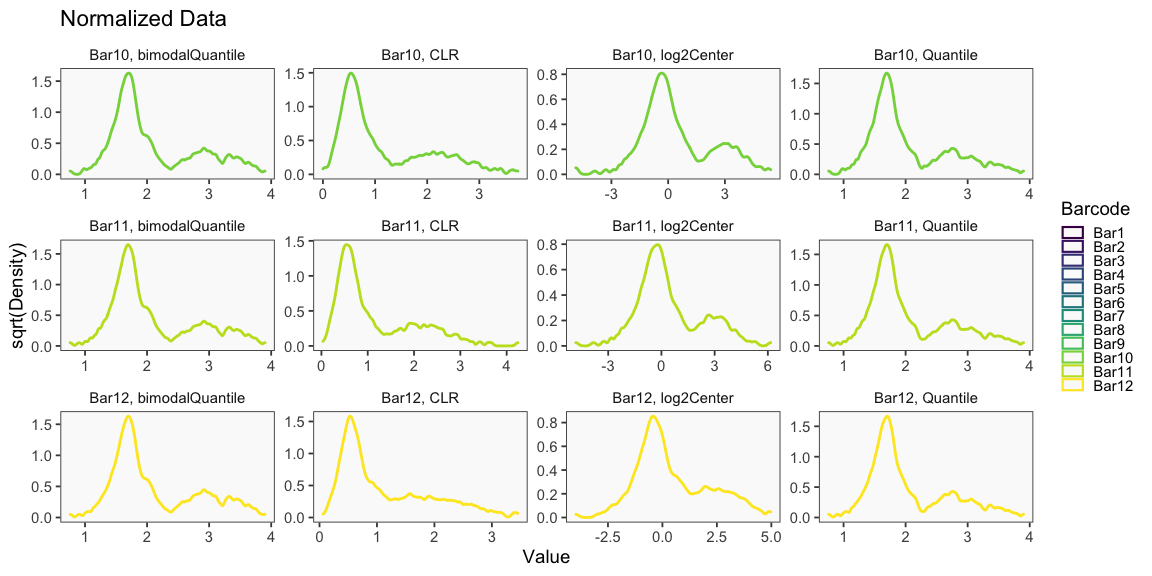 Normalized Data
Bar10, bimodalQuantile Bar10, CLR Bar10, log2Center Bar10, Quantile
1.5 1.0 0.5 0.0
1 2 3 4
1.5 1.0 0.5 0.0
0 1 2 3
0.8 0.6 0.4 0.2 0.0
-3 0 3
1.5 1.0 0.5 0.0
1 2 3 4
Bar11, bimodalQuantile Bar11, CLR Bar11, log2Center Bar11, Quantile
1.5 1.0 0.5 0.0
1 2 3 4
1.5 1.0 0.5 0.0
0 1 2 3 4
0.8 0.6 0.4 0.2 0.0
-3 0 3 6
1.5 1.0 0.5 0.0
1 2 3 4
Bar12, bimodalQuantile Bar12, CLR Bar12, log2Center Bar12, Quantile
1.5 1.0 0.5 0.0
1 2 3 4
1.5 1.0 0.5 0.0
0 1 2 3
0.8 0.6 0.4 0.2 0.0
-2.5 0.0 2.5 5.0
1.5 1.0 0.5 0.0
1 2 3 4
sqrt(Density)
Value
Barcode
Bar1
Bar2
Bar3
Bar4
Bar5
Bar6
Bar7
Bar8
Bar9
Bar10
Bar11
Bar12